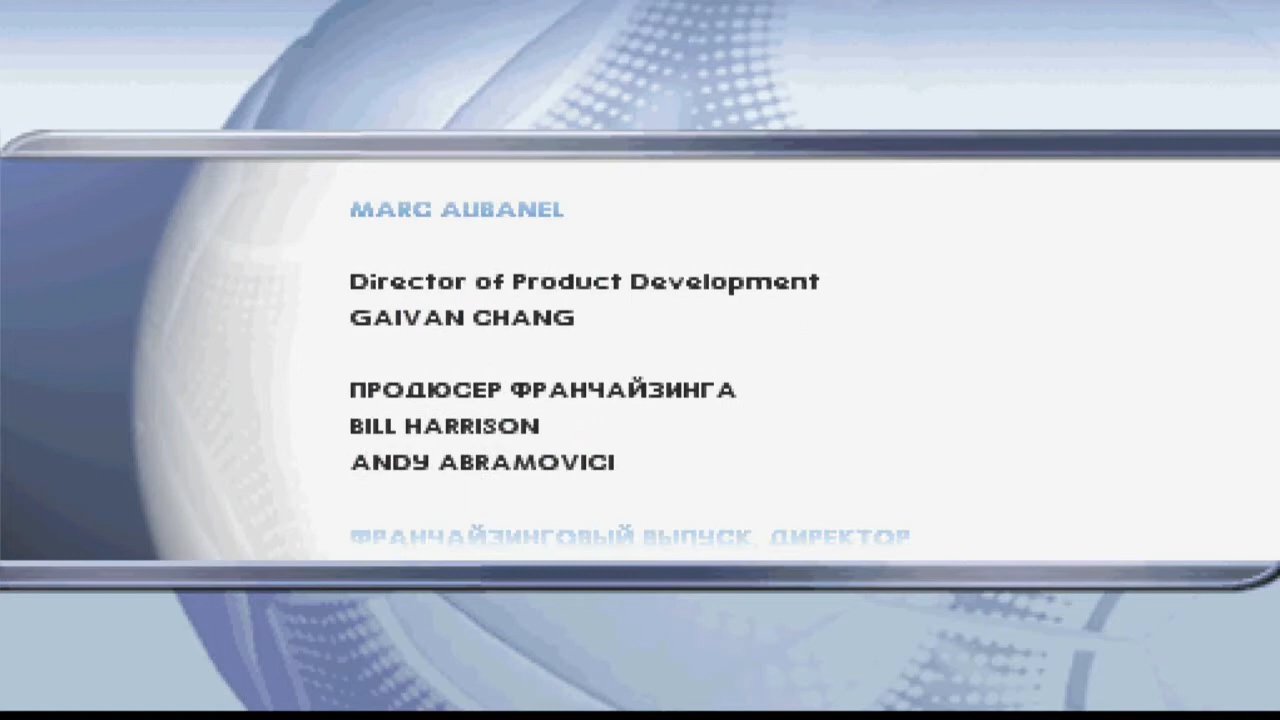 MARC AUBANEL
Director of Product Development
GAIVAN CHANG
ПРОДЮСЕР ФРАНЧАЙЗИНГА
BILL HARRISON
ANDY ABRAMOVICI
ФРАНЧАЙЗИНГОВЫЙ ВЫПУСК. ДИРЕКТОР